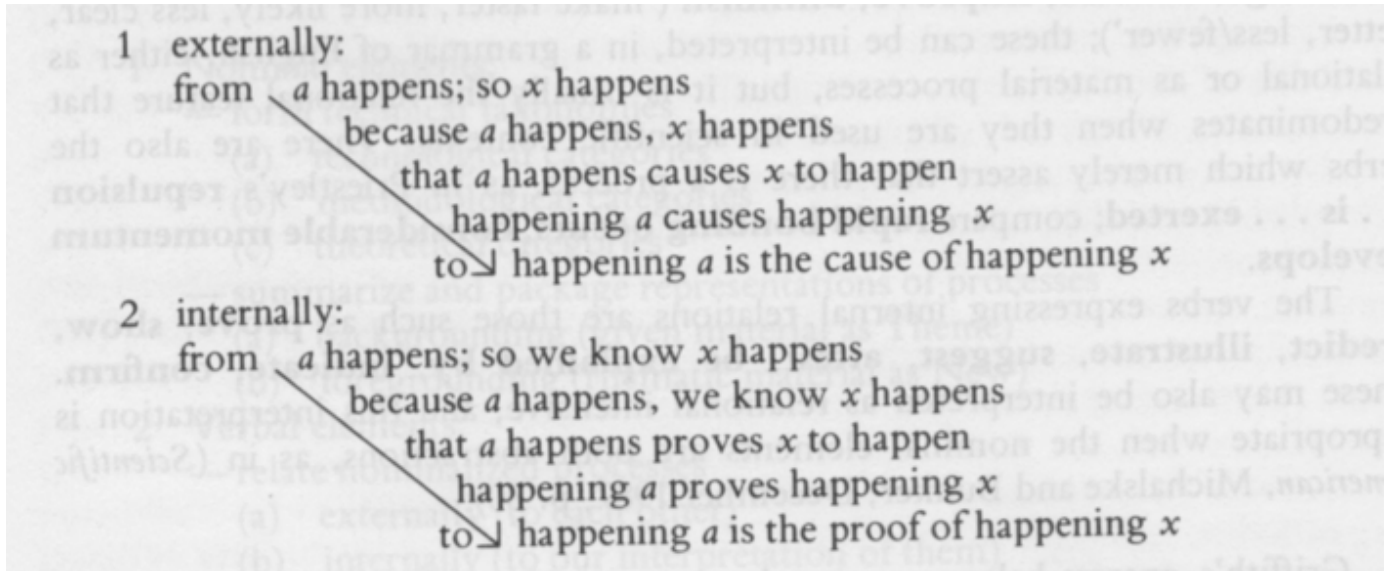 1 externally:
from a happens; so x happens
because a happens, x happens
that a happens causes x to happen
happening a causes happening x
to happening a is the cause of happening x
2 internally:
from a happens; so we know x happens
because a happens, we know x happens
that a happens proves x to happen
happening a proves happening x
to happening a is the proof of happening x